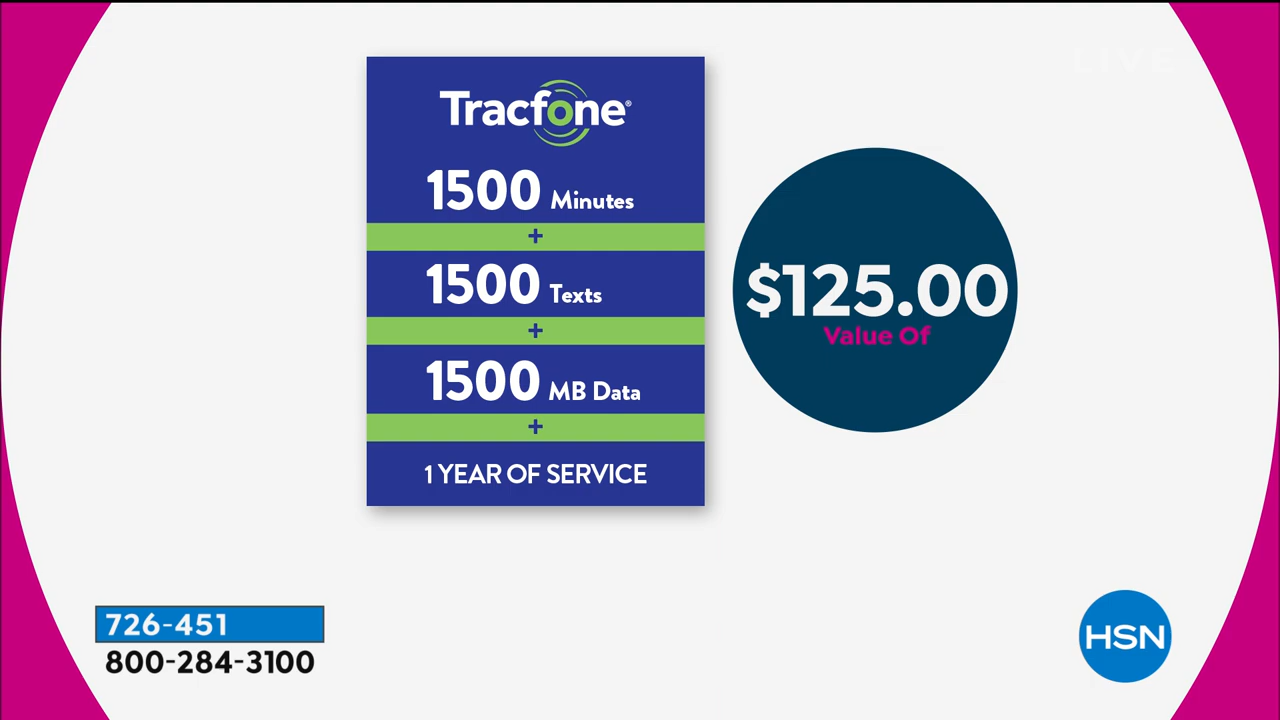 LIVE
Tracfone®
1500 Minutes
+
1500 Texts
+
1500 MB Data
+
1 YEAR OF SERVICE
$125.00
Value Of
726-451
800-284-3100
HSN